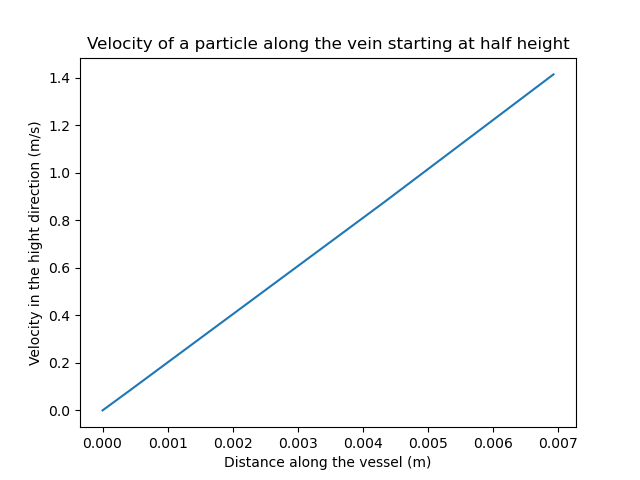 Velocity of a particle along the vein starting at half height
Velocity in the hight direction (m/s)
1.4
1.2
1.0
0.8
0.6
0.4
0.2
0.0
0.000 0.001 0.002 0.003 0.004 0.005 0.006 0.007
Distance along the vessel (m)